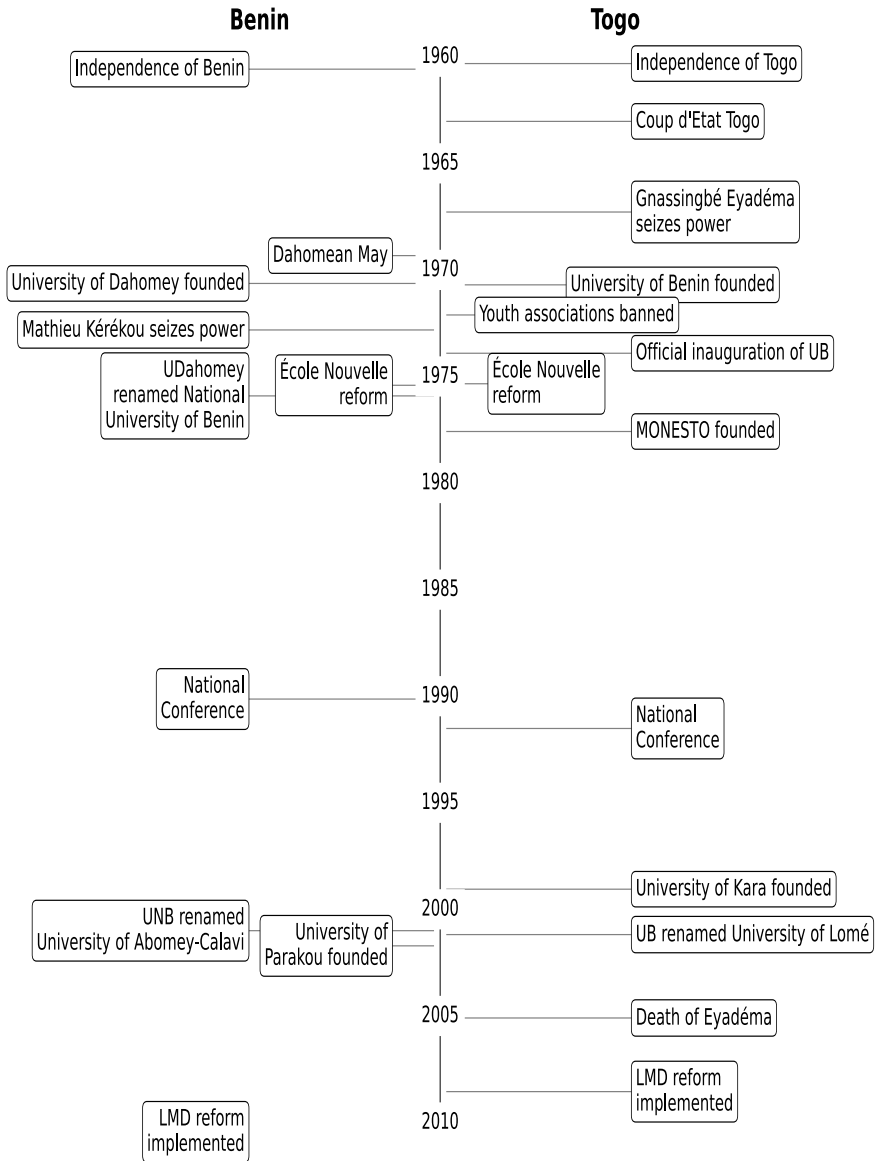 Benin
Togo
1960
Independence of Benin
Independence of Togo
Coup d'Etat Togo
1965
Gnassingbé Eyadéma
seizes power
Dahomean May
1970
University of Dahomey founded
University of Benin founded
Youth associations banned
Mathieu Kérékou seizes power
Official inauguration of UB
UDahomey
renamed National
University of Benin
École Nouvelle
reform
1975
École Nouvelle
reform
MONESTO founded
1980
1985
National
Conference
1990
National
Conference
1995
University of Kara founded
2000
UNB renamed
University of Abomey-Calavi
University of
Parakou founded
UB renamed University of Lomé
2005
Death of Eyadéma
LMD reform
implemented
2010
LMD reform
implemented